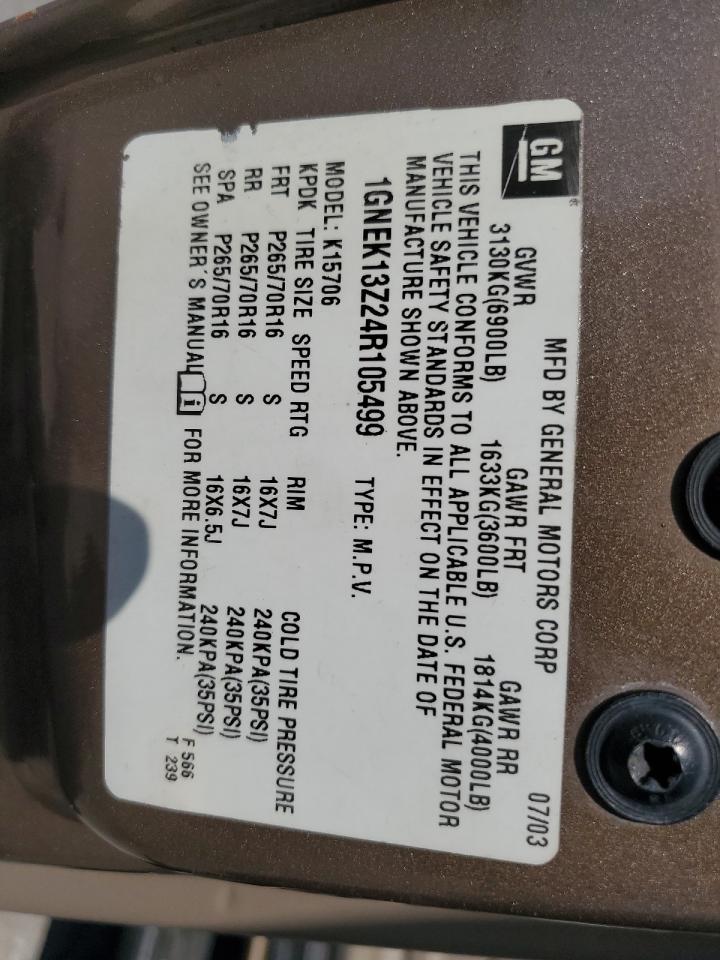 GM
MFD BY GENERAL MOTORS CORP 07/03
GVWR GAWR FRT GAWR RR
3130KG(6900LB) 1633KG(3600LB) 1814KG(4000LB)
THIS VEHICLE CONFORMS TO ALL APPLICABLE U.S. FEDERAL MOTOR
VEHICLE SAFETY STANDARDS IN EFFECT ON THE DATE OF
MANUFACTURE SHOWN ABOVE.
1GNEK13Z24R105499 TYPE: M.P.V.
MODEL: K15706
KPDK TIRE SIZE SPEED RTG RIM COLD TIRE PRESSURE
FRT P265/70R16 S 16X7J 240KPA(35PSI)
RR P265/70R16 S 16X7J 240KPA(35PSI)
SPA P265/70R16 S 16X6.5J 240KPA(35PSI)
SEE OWNER'S MANUAL i FOR MORE INFORMATION.
F 566
T 239